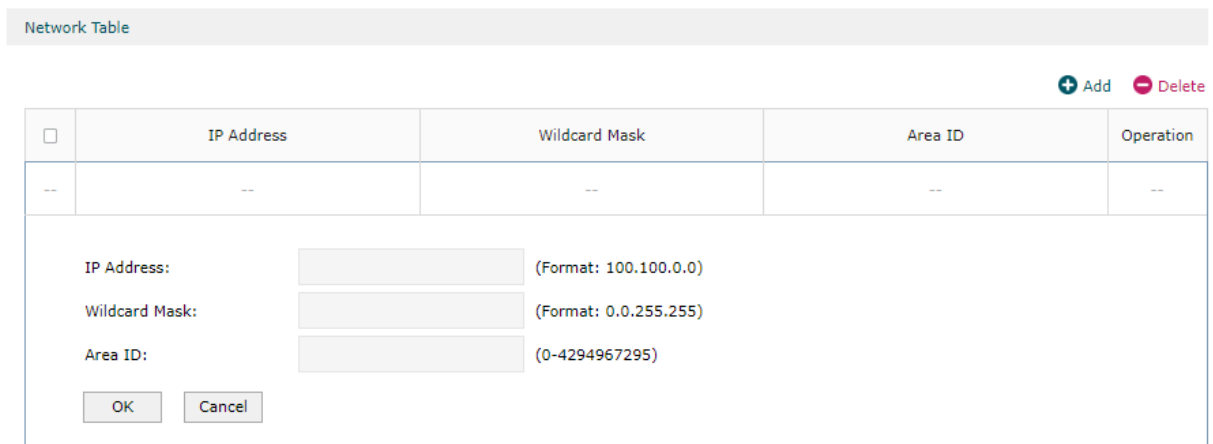 Network Table
Add Delete
IP Address Wildcard Mask Area ID Operation
-- -- -- -- --
IP Address: (Format: 100.100.0.0)
Wildcard Mask: (Format: 0.0.255.255)
Area ID: (0-4294967295)
OK Cancel